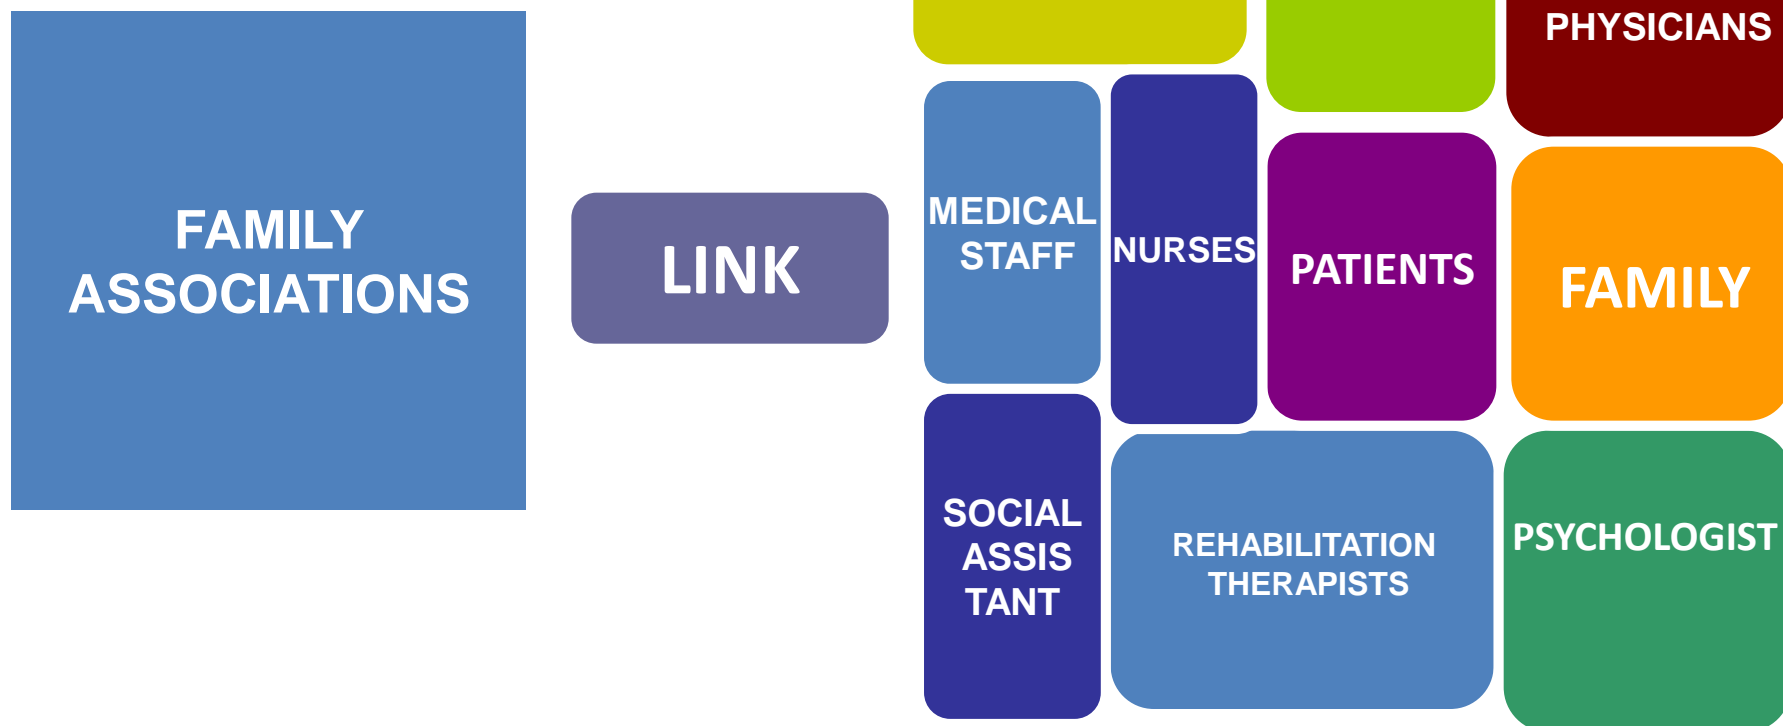 PHYSICIANS
FAMILY
ASSOCIATIONS
LINK
MEDICAL
STAFF
NURSES
PATIENTS
FAMILY
SOCIAL
ASSIS
TANT
REHABILITATION
THERAPISTS
PSYCHOLOGIST